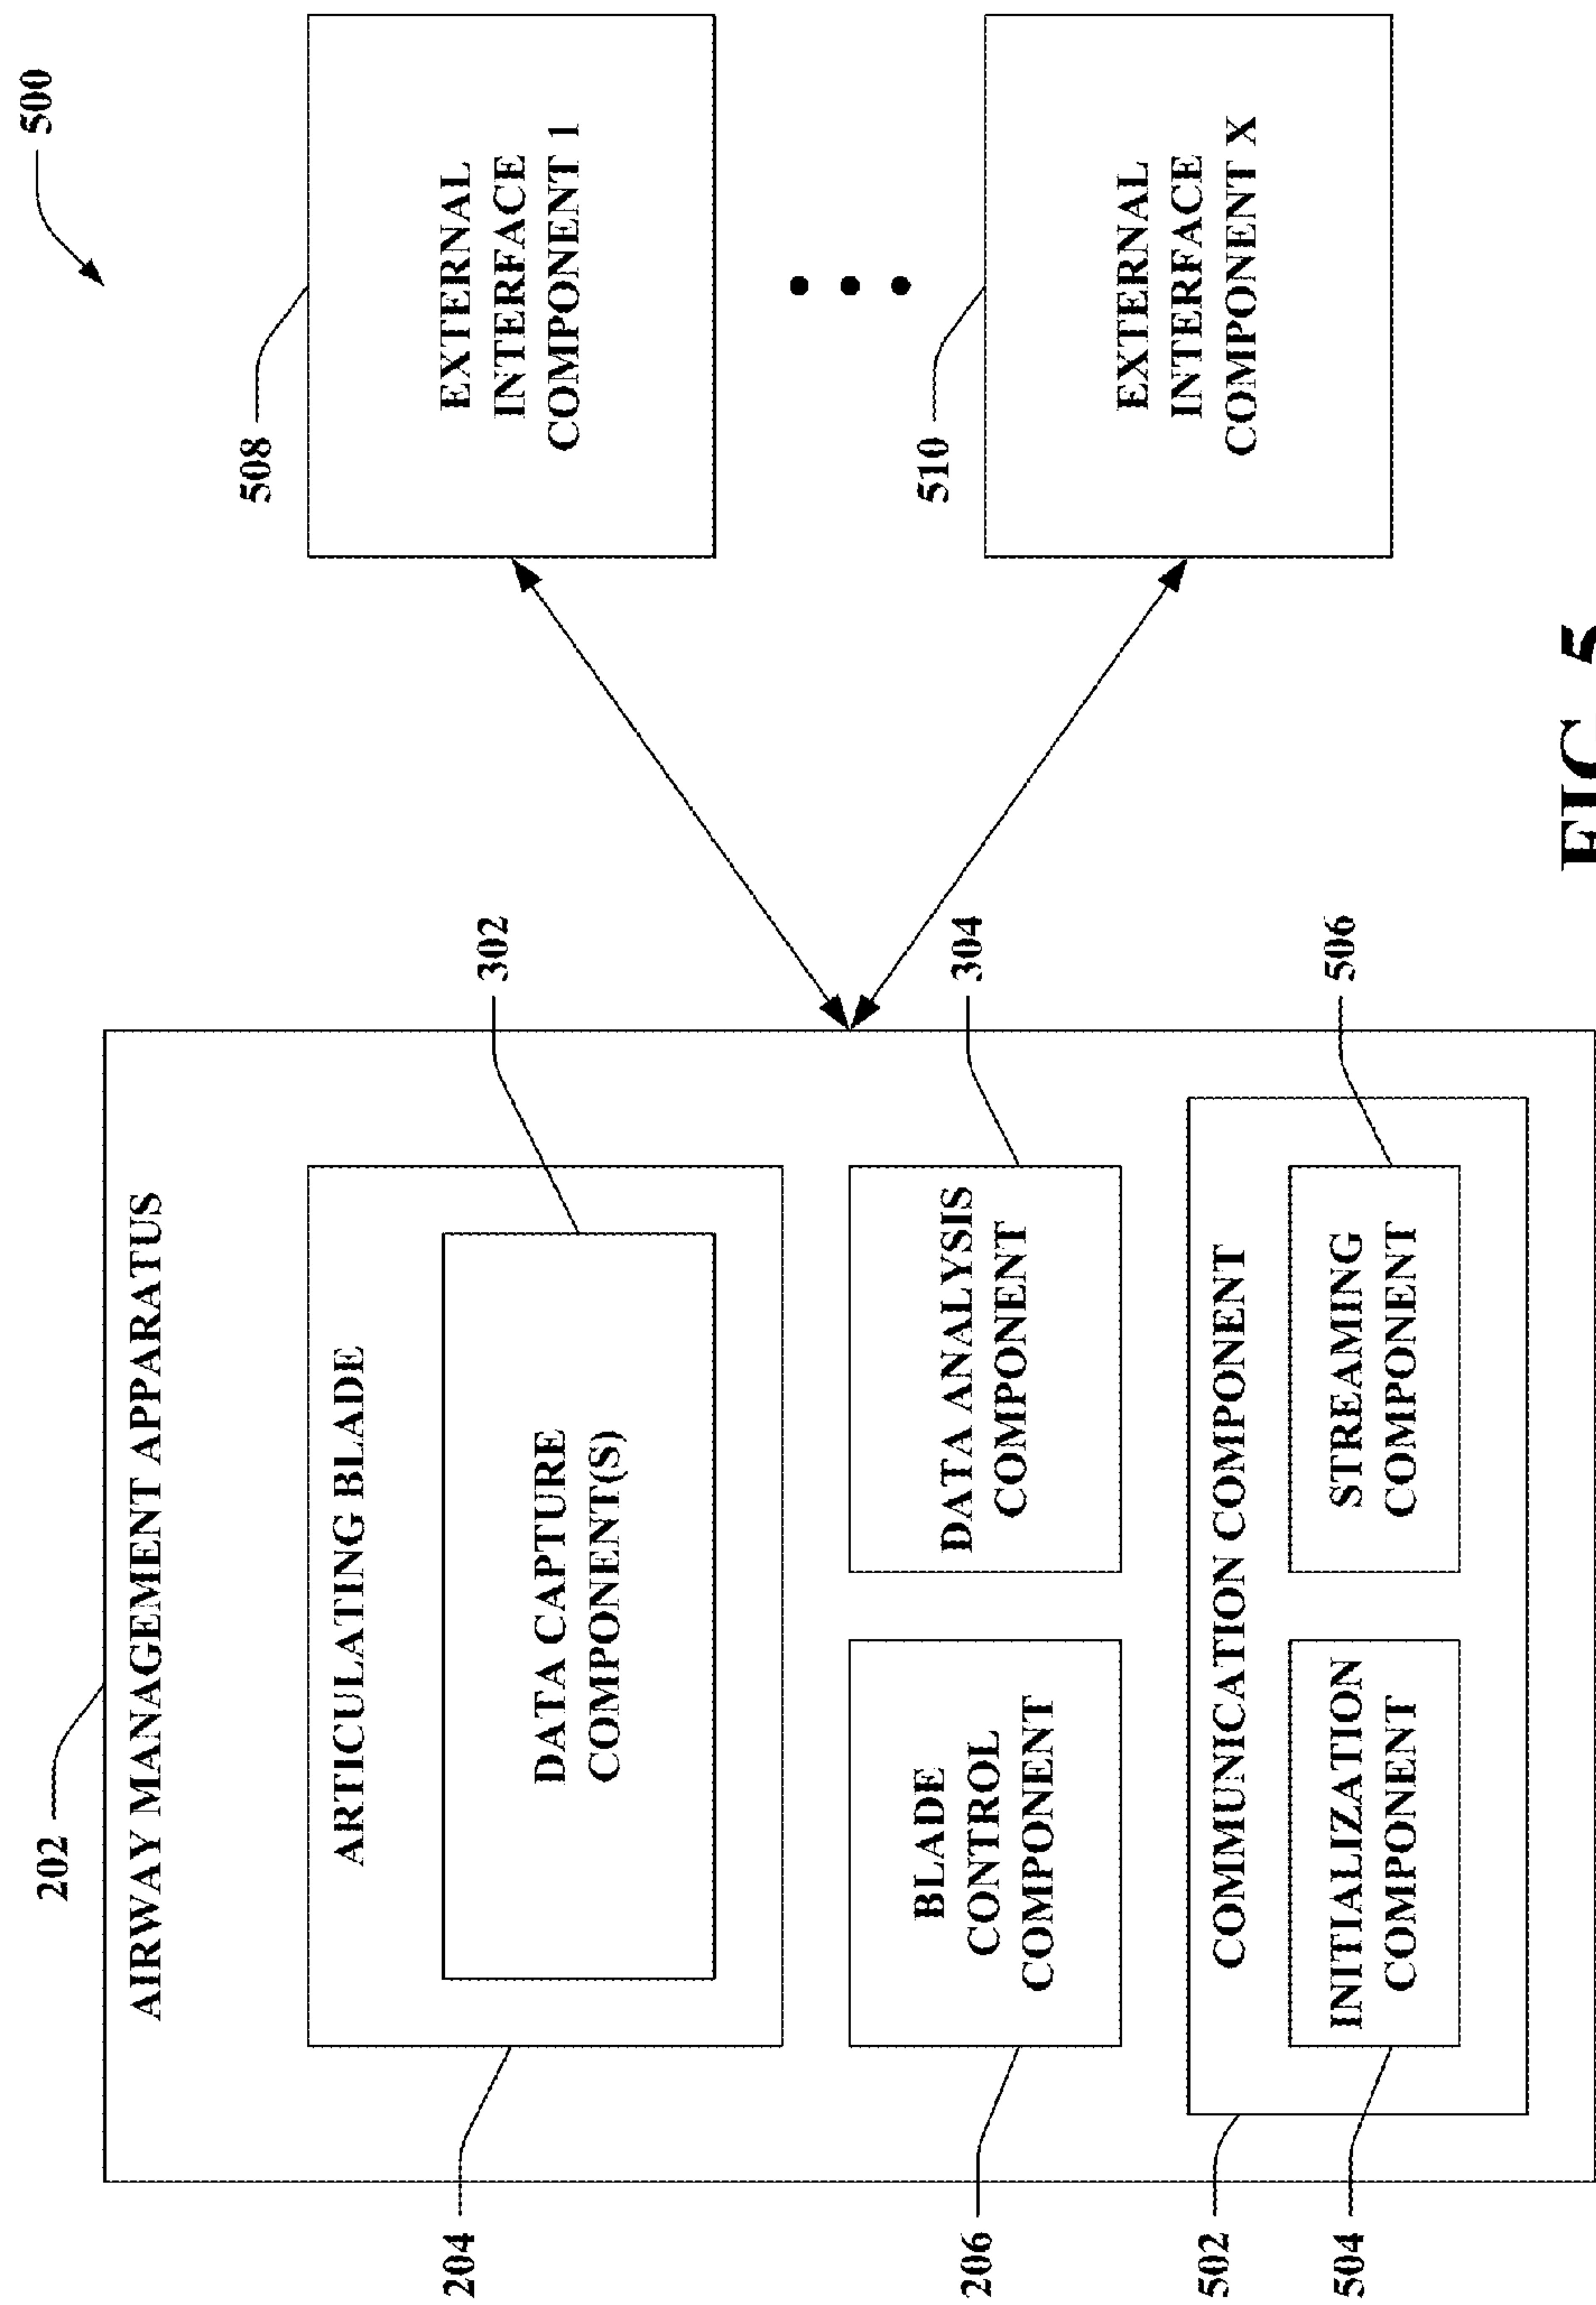 500
202
AIRWAY MANAGEMENT APPARATUS
508
EXTERNAL
INTERFACE
COMPONENT 1
204
ARTICULATING BLADE
302
DATA CAPTURE
COMPONENT(S)
510
EXTERNAL
INTERFACE
COMPONENT X
206
BLADE
CONTROL
COMPONENT
304
DATA ANALYSIS
COMPONENT
502
COMMUNICATION COMPONENT
504
INITIALIZATION
COMPONENT
506
STREAMING
COMPONENT
FIG. 5